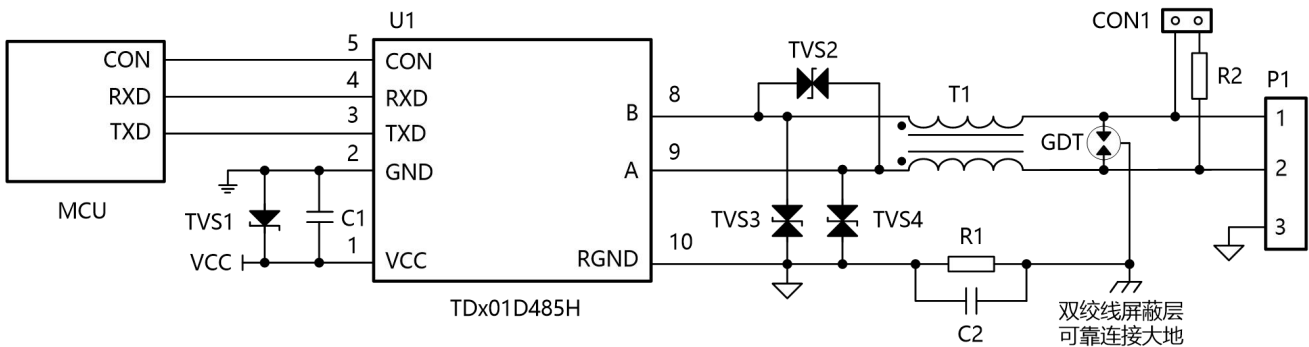 U1
CON1
MCU
CON
RXD
TXD
5
4
3
2
1
CON
RXD
TXD
GND
VCC
B
A
RGND
8
9
10
TDx01D485H
TVS1
C1
VCC
TVS2
TVS3
TVS4
T1
GDT
R2
P1
1
2
3
R1
C2
双绞线屏蔽层
可靠连接大地